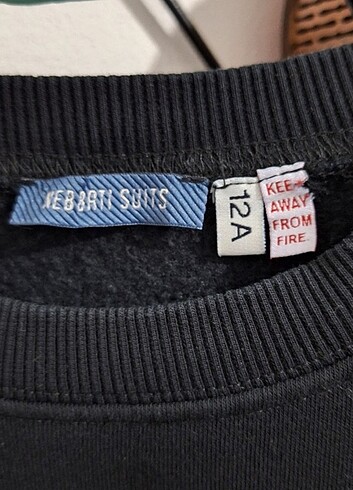 SUITS
12A
KEEP
AWAY
FROM
FIRE